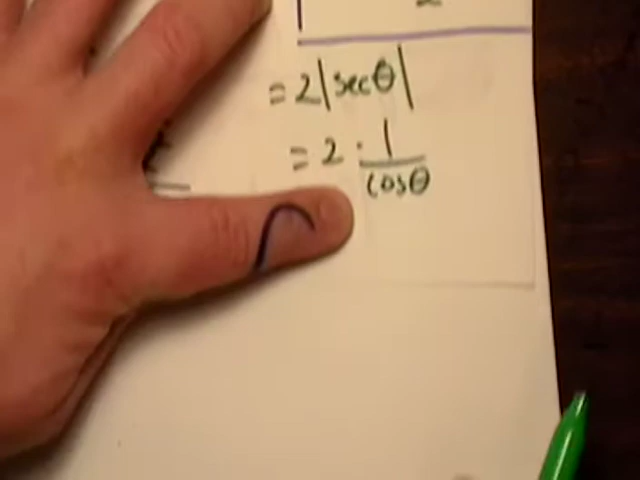 = 2|secθ|
= 2 · 1/cosθ